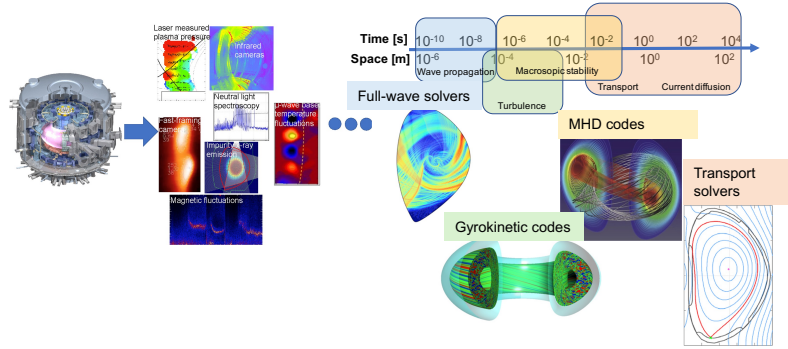 Laser measured
plasma pressure
Infrared
cameras
Neutral light
spectroscopy
Fast-framing
camera
μ-wave base
temperature
fluctuations
Impurity x-ray
emission
Magnetic fluctuations
Time [s]
10-10 10-8 10-6 10-4 10-2 100 102 104
Space [m]
10-6 10-4 10-2 100 102
Wave propagation
Macrosopic stability
Transport
Current diffusion
Turbulence
Full-wave solvers
MHD codes
Transport
solvers
Gyrokinetic codes